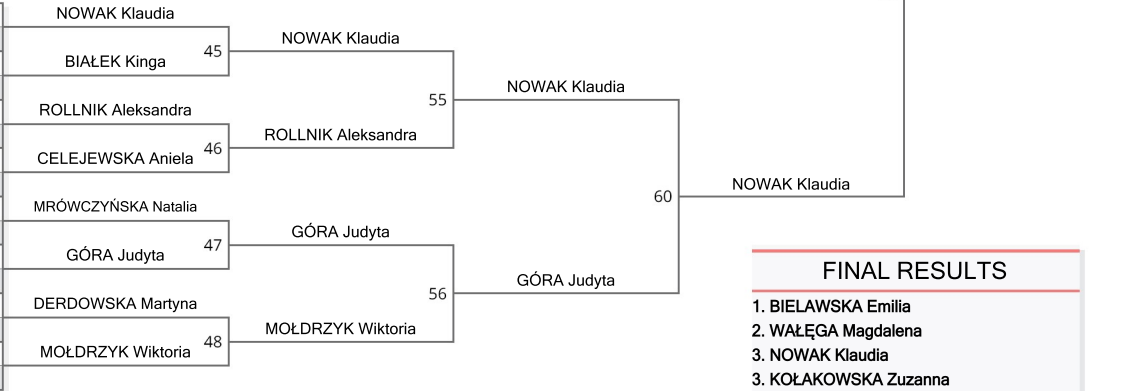 NOWAK Klaudia
BIAŁEK Kinga
45
NOWAK Klaudia
ROLLNIK Aleksandra
CELEJEWSKA Aniela
46
ROLLNIK Aleksandra
55
NOWAK Klaudia
MRÓWCZYŃSKA Natalia
GÓRA Judyta
47
GÓRA Judyta
DERDOWSKA Martyna
MOŁDRZYK Wiktoria
48
MOŁDRZYK Wiktoria
56
GÓRA Judyta
60
NOWAK Klaudia
FINAL RESULTS
1. BIELAWSKA Emilia
2. WAŁĘGA Magdalena
3. NOWAK Klaudia
3. KOŁAKOWSKA Zuzanna